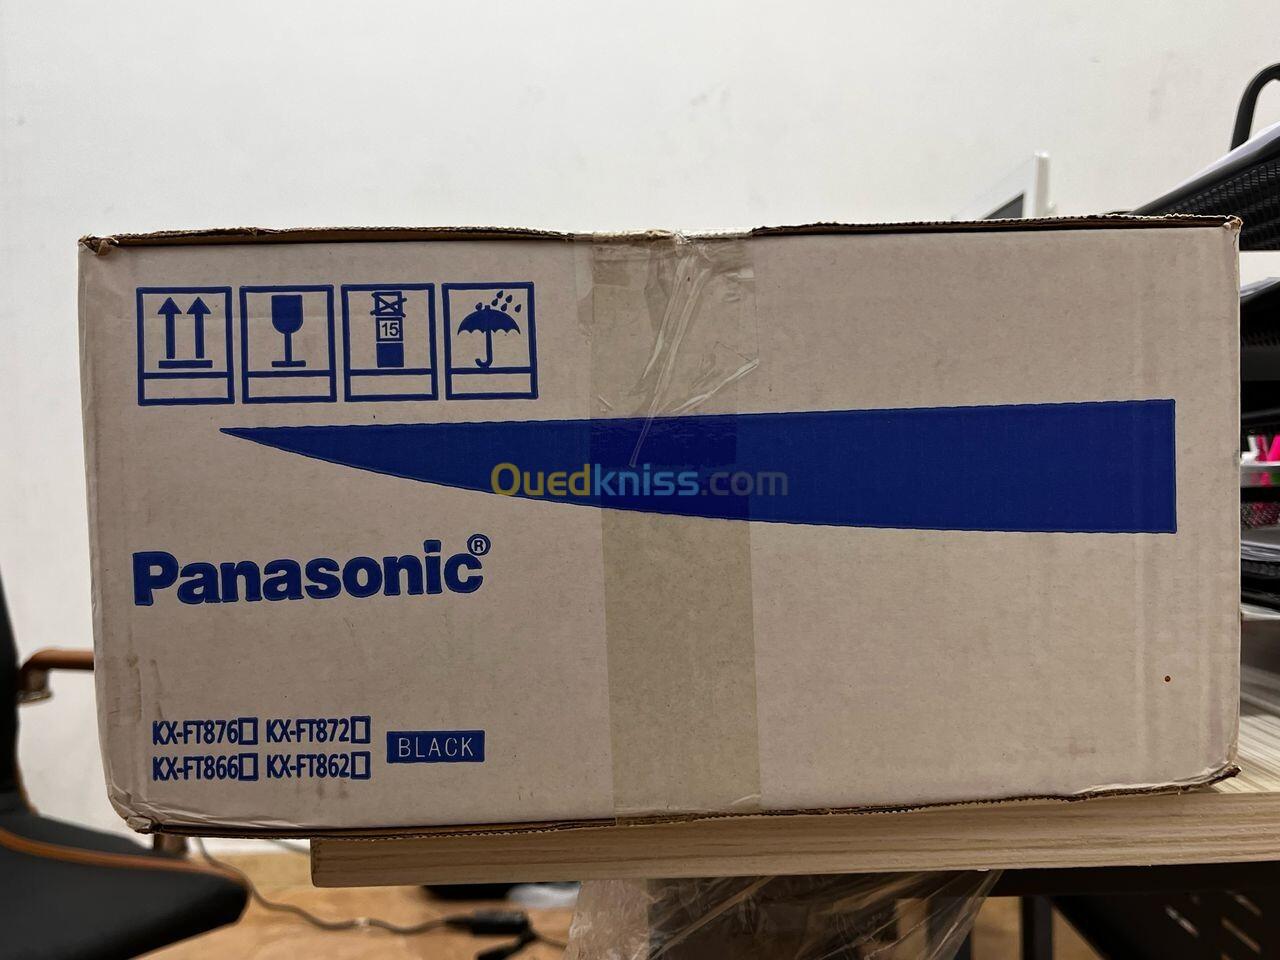 15
Ouedkniss.com
Panasonic®
KX-FT876□ KX-FT872□
KX-FT866□ KX-FT862□
BLACK